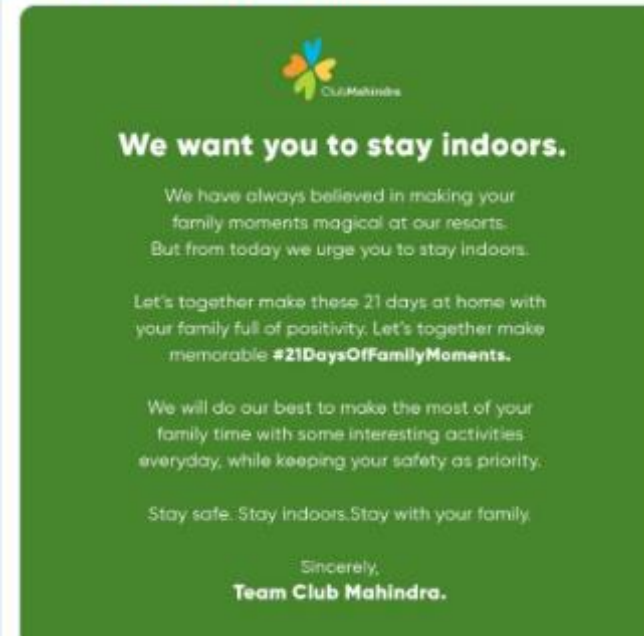 ClubMahindra
We want you to stay indoors.
We have always believed in making your
family moments magical at our resorts.
But from today we urge you to stay indoors.
Let's together make these 21 days at home with
your family full of positivity. Let's together make
memorable #21DaysOfFamilyMoments.
We will do our best to make the most of your
family time with some interesting activities
everyday, while keeping your safety as priority.
Stay safe. Stay indoors.Stay with your family.
Sincerely,
Team Club Mahindra.